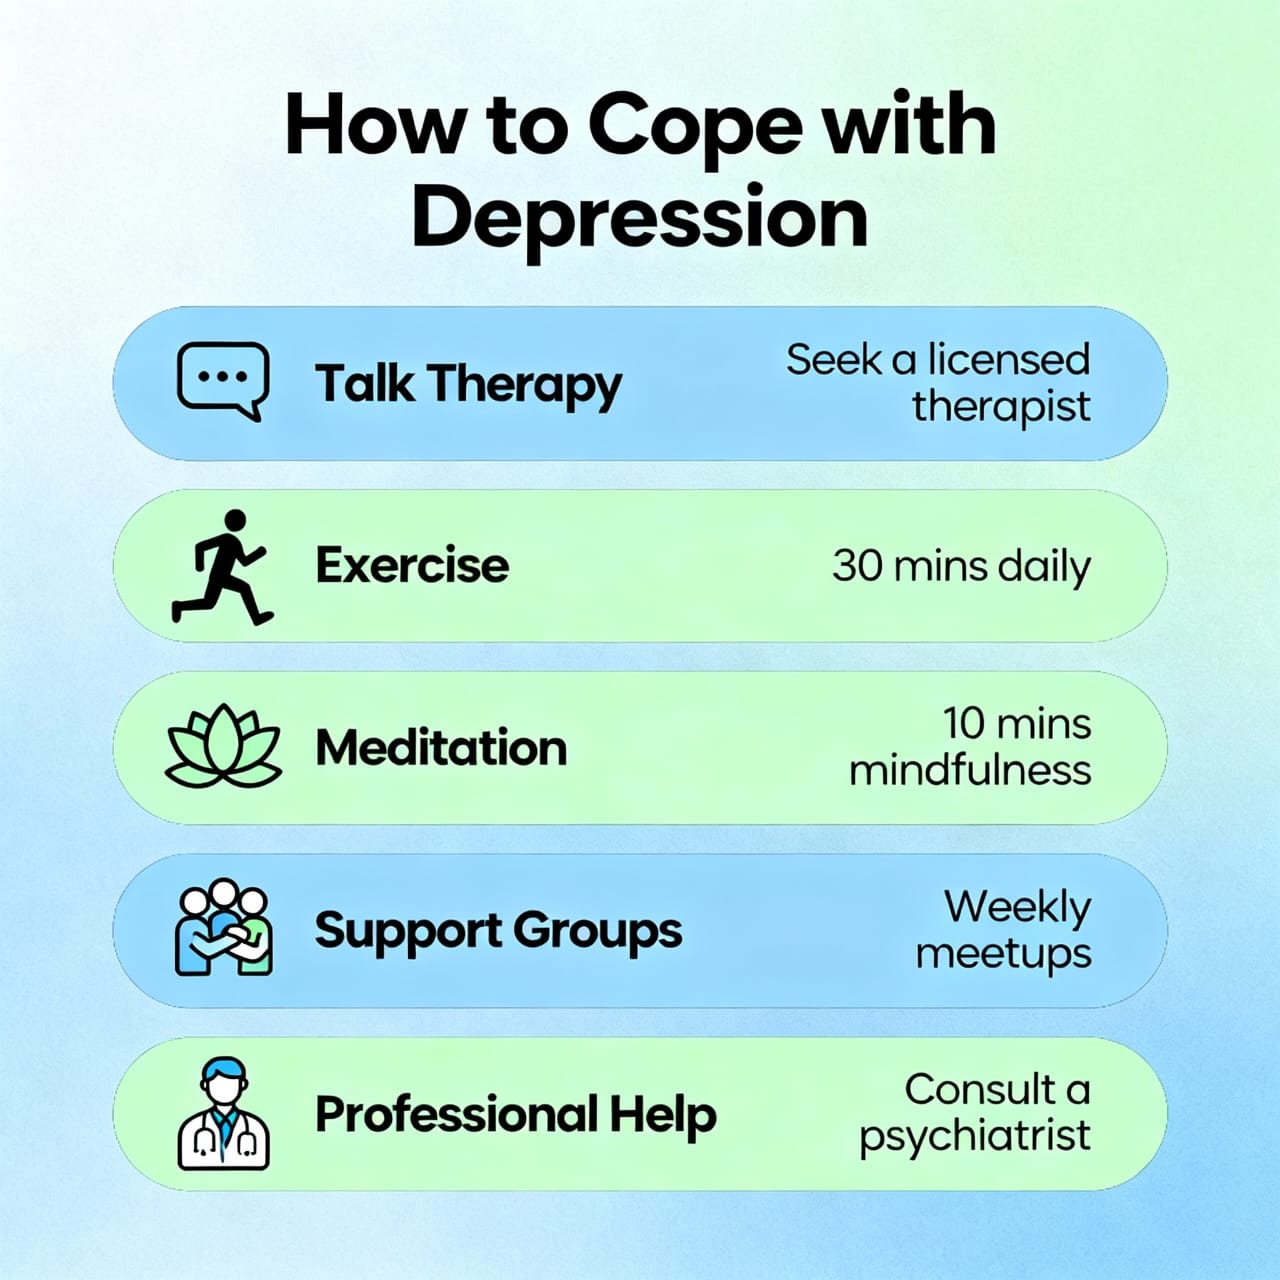 How to Cope with
Depression
Talk Therapy
Seek a licensed
therapist
Exercise
30 mins daily
Meditation
10 mins
mindfulness
Support Groups
Weekly
meetups
Professional Help
Consult a
psychiatrist